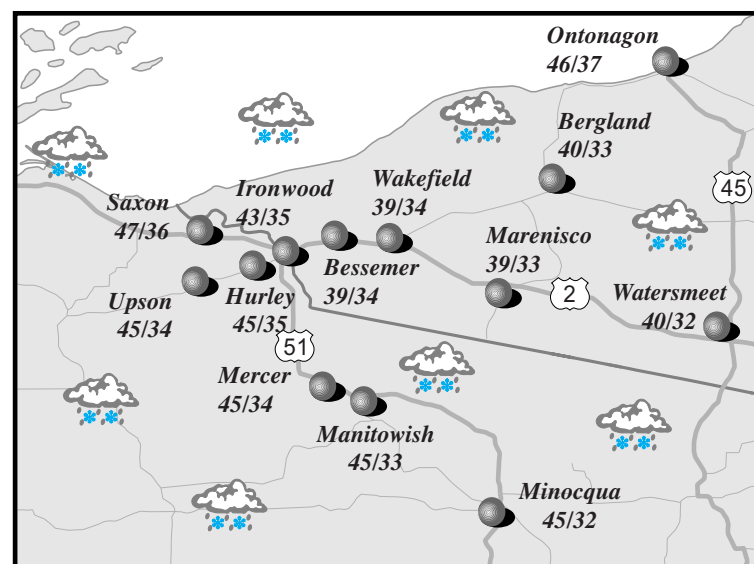 Ontonagon
46/37
Bergland
40/33
45
Saxon
47/36
Ironwood
43/35
Wakefield
39/34
Marenisco
39/33
Bessemer
39/34
2
Watersmeet
40/32
Upson
45/34
Hurley
45/35
51
Mercer
45/34
Manitowish
45/33
Minocqua
45/32